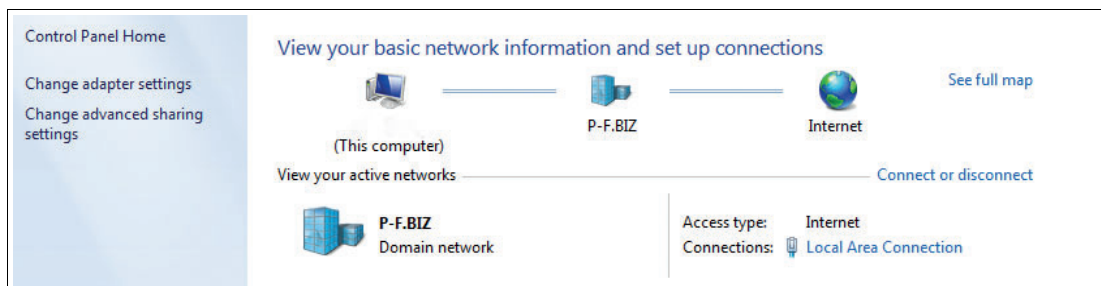 Control Panel Home
View your basic network information and set up connections
Change adapter settings
See full map
Change advanced sharing
settings
P-F.BIZ
Internet
(This computer)
View your active networks
Connect or disconnect
P-F.BIZ
Domain network
Access type: Internet
Connections: Local Area Connection